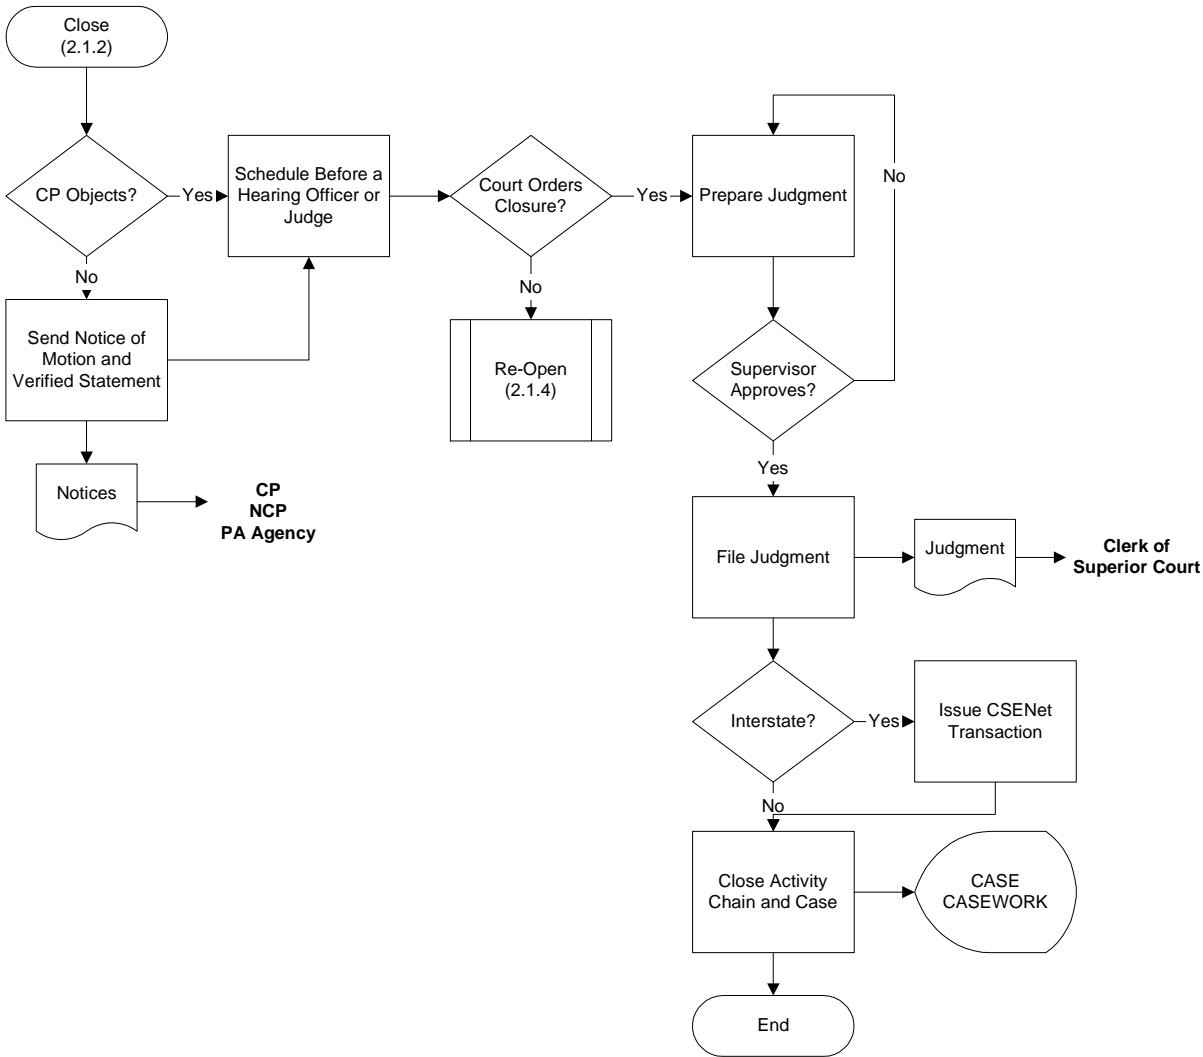 Close
(2.1.2)
CP Objects?
Yes
Schedule Before a
Hearing Officer or
Judge
Court Orders
Closure?
Yes
Prepare Judgment
No
No
Send Notice of
Motion and
Verified Statement
No
Re-Open
(2.1.4)
Supervisor
Approves?
Yes
Notices
CP
NCP
PA Agency
File Judgment
Judgment
Clerk of
Superior Court
Interstate?
Yes
Issue CSENet
Transaction
No
Close Activity
Chain and Case
CASE
CASEWORK
End